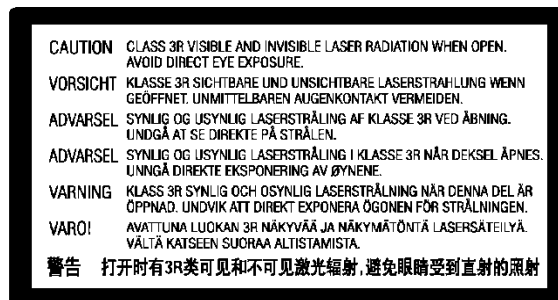 CAUTION CLASS 3R VISIBLE AND INVISIBLE LASER RADIATION WHEN OPEN.
AVOID DIRECT EYE EXPOSURE.
VORSICHT KLASSE 3R SICHTBARE UND UNSICHTBARE LASERSTRAHLUNG WENN
GEÖFFNET. UNMITTELBAREN AUGENKONTAKT VERMEIDEN.
ADVARSEL SYNLIG OG USYNLIG LASERSTRÅLING AF KLASSE 3R VED ÅBNING.
UNDGÅ AT SE DIREKTE PÅ STRÅLEN.
ADVARSEL SYNLIG OG USYNLIG LASERSTRÅLING I KLASSE 3R NÅR DEKSEL ÅPNES.
UNNGÅ DIREKTE EKSPONERING AV ØYNENE.
VARNING KLASS 3R SYNLIG OCH OSYNLIG LASERSTRÅLNING NÄR DENNA DEL ÄR
ÖPPNAD. UNDVIK ATT DIREKT EXPONERA ÖGONEN FÖR STRÅLNINGEN.
VARO! AVATTUNA LUOKAN 3R NÄKYVÄÄ JA NÄKYMÄTÖNTÄ LASERSÄTEILYÄ.
VÄLTÄ KATSEEN SUORAA ALTISTAMISTA.
警告 打开时有3R类可见和不可见激光辐射,避免眼睛受到直射的照射